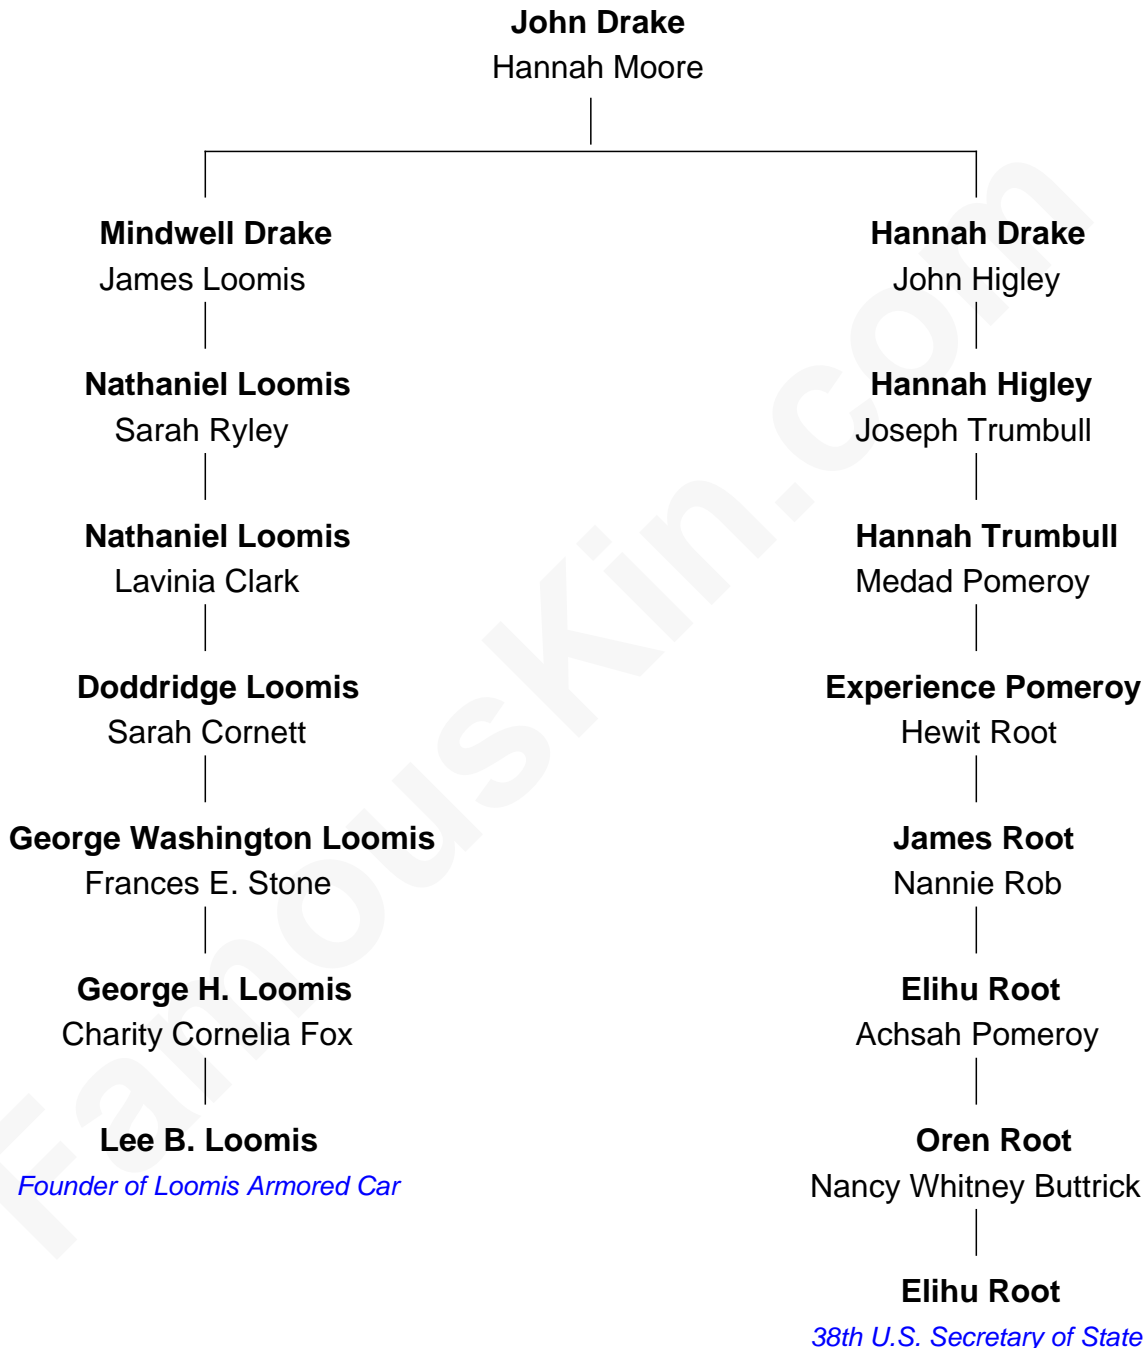 John Drake
Hannah Moore
Mindwell Drake
James Loomis
Nathaniel Loomis
Sarah Ryley
Nathaniel Loomis
Lavinia Clark
Doddridge Loomis
Sarah Cornett
George Washington Loomis
Frances E. Stone
George H. Loomis
Charity Cornelia Fox
Lee B. Loomis
Founder of Loomis Armored Car
Hannah Drake
John Higley
Hannah Higley
Joseph Trumbull
Hannah Trumbull
Medad Pomeroy
Experience Pomeroy
Hewit Root
James Root
Nannie Rob
Elihu Root
Achsah Pomeroy
Oren Root
Nancy Whitney Buttrick
Elihu Root
38th U.S. Secretary of State
FamousKin.com